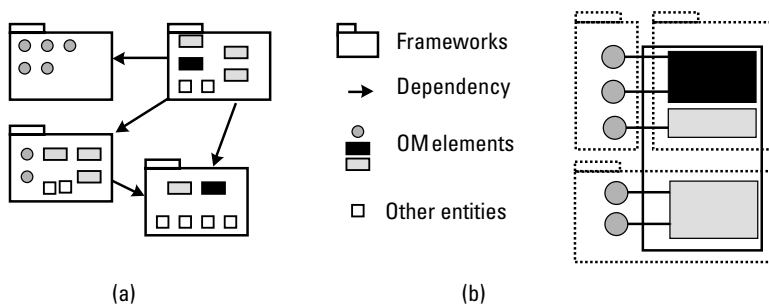 Frameworks
Dependency
OM elements
Other entities
(a)
(b)